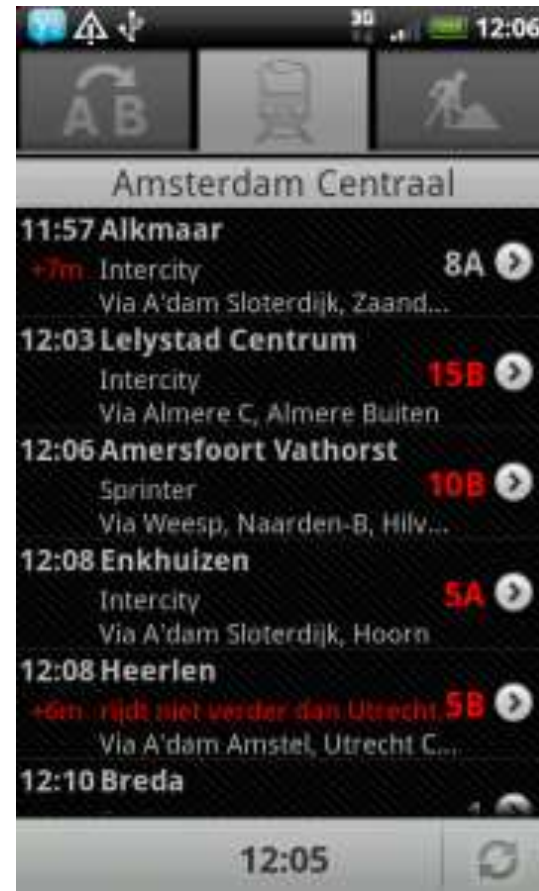 3G 12:06
A B
Amsterdam Centraal
11:57 Alkmaar
+7m Intercity 8A
Via A'dam Sloterdijk, Zaand...
12:03 Lelystad Centrum
Intercity 15B
Via Almere C, Almere Buiten
12:06 Amersfoort Vathorst
Sprinter 10B
Via Weesp, Naarden-B, Hilv...
12:08 Enkhuizen
Intercity 5A
Via A'dam Sloterdijk, Hoorn
12:08 Heerlen
+6m rijdt niet verder dan Utrecht 5B
Via A'dam Amstel, Utrecht C...
12:10 Breda
12:05